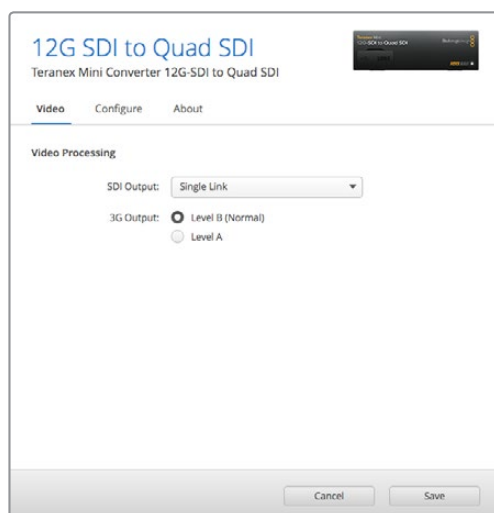 12G SDI to Quad SDI
Teranex Mini Converter 12G-SDI to Quad SDI
Video Configure About
Video Processing
SDI Output: Single Link
3G Output: Level B (Normal)
Level A
Cancel Save